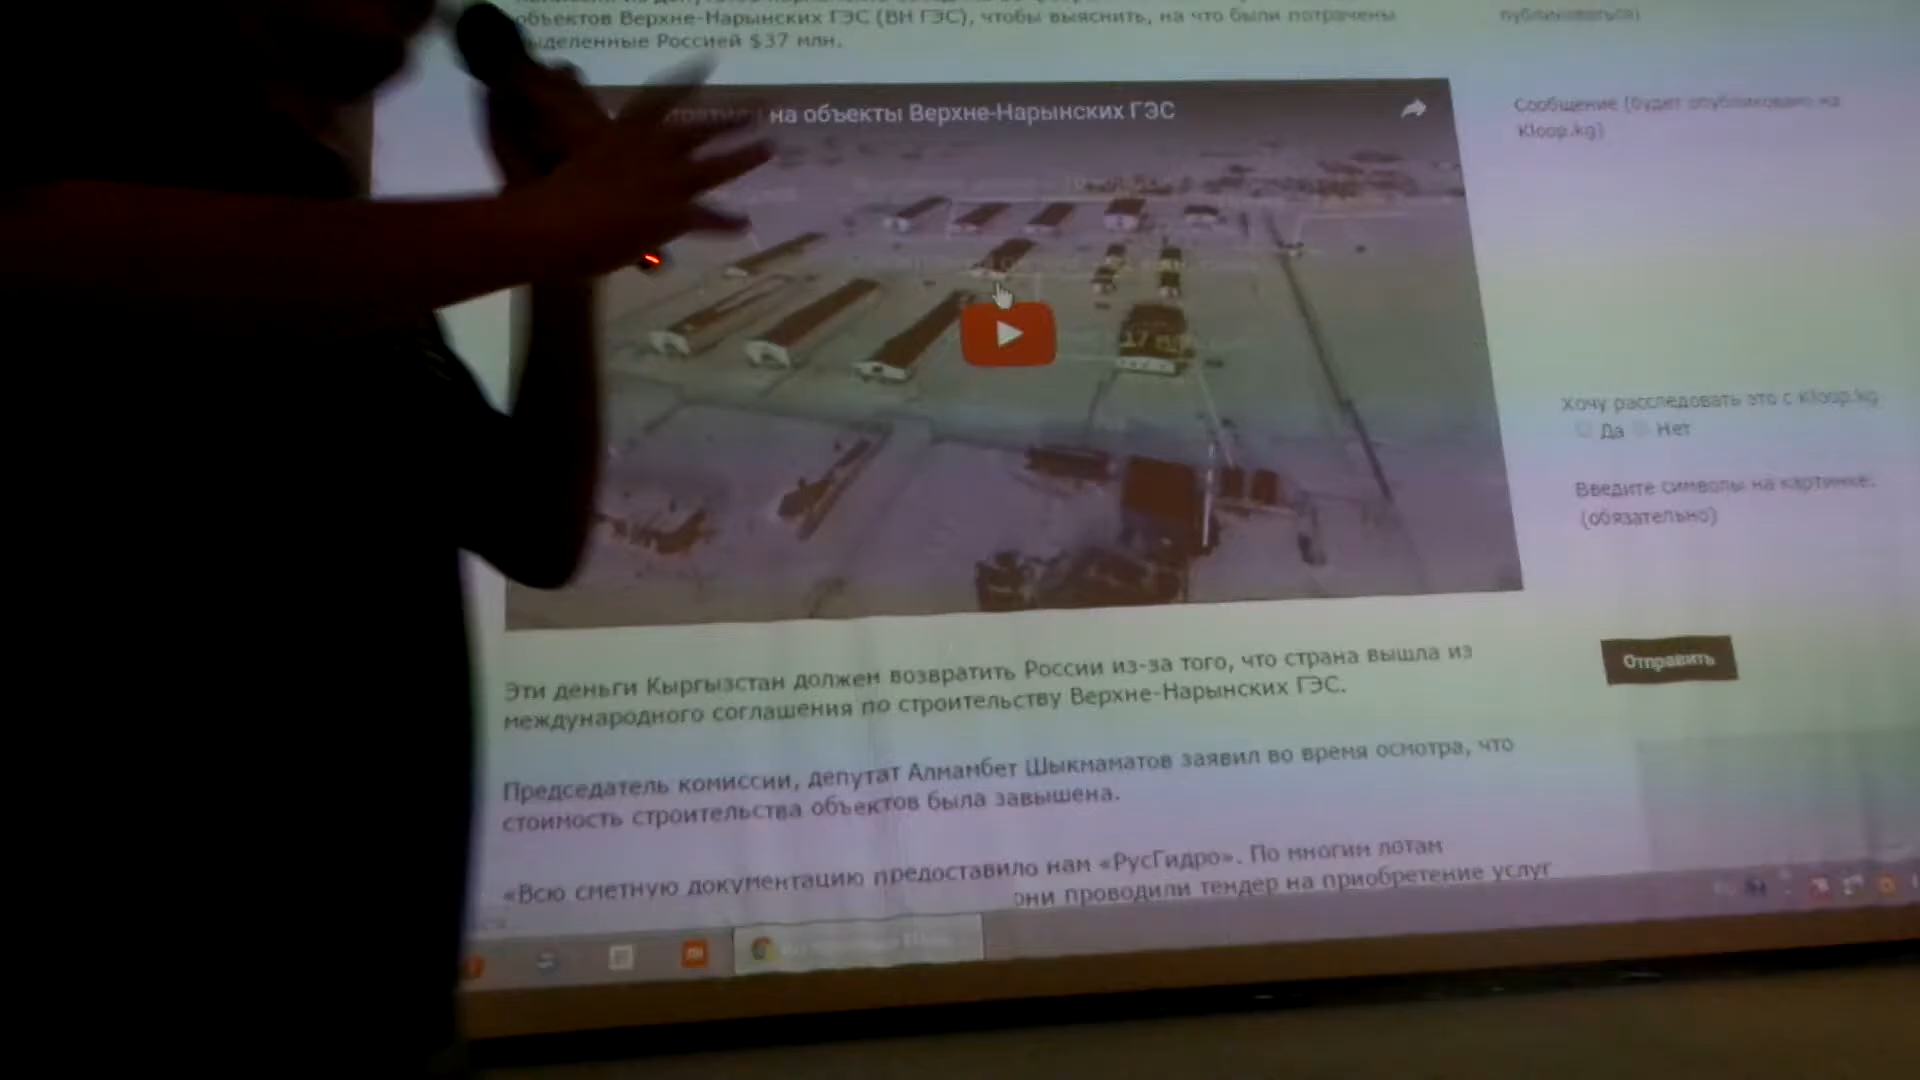 объектов Верхне-Нарынских ГЭС (ВН ГЭС), чтобы выяснить, на что были потрачены
выделенные Россией $37 млн.
публиковаться)
на объекты Верхне-Нарынских ГЭС
Сообщение (будет опубликовано на
Kloop.kg)
17 млн
Хочу расследовать это с Kloop.kg
Да Нет
Введите символы на картинке:
(обязательно)
Отправить
Эти деньги Кыргызстан должен возвратить России из-за того, что страна вышла из
международного соглашения по строительству Верхне-Нарынских ГЭС.
Председатель комиссии, депутат Алмамбет Шыкмаматов заявил во время осмотра, что
стоимость строительства объектов была завышена.
«Всю сметную документацию предоставило нам «РусГидро». По многим лотам
они проводили тендер на приобретение услуг